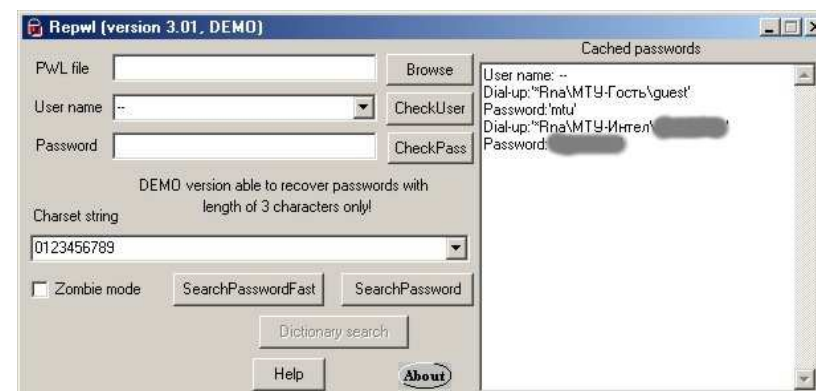 Repwl (version 3.01, DEMO)
PWL file
Browse
User name
--
CheckUser
Password
CheckPass
DEMO version able to recover passwords with
length of 3 characters only!
Charset string
0123456789
Zombie mode
SearchPasswordFast
SearchPassword
Dictionary search
Help
About
Cached passwords
User name: --
Dial-up:'*Rna\МТУ-Гость\guest'
Password:'mtu'
Dial-up:'*Rna\МТУ-Интел\ '
Password: